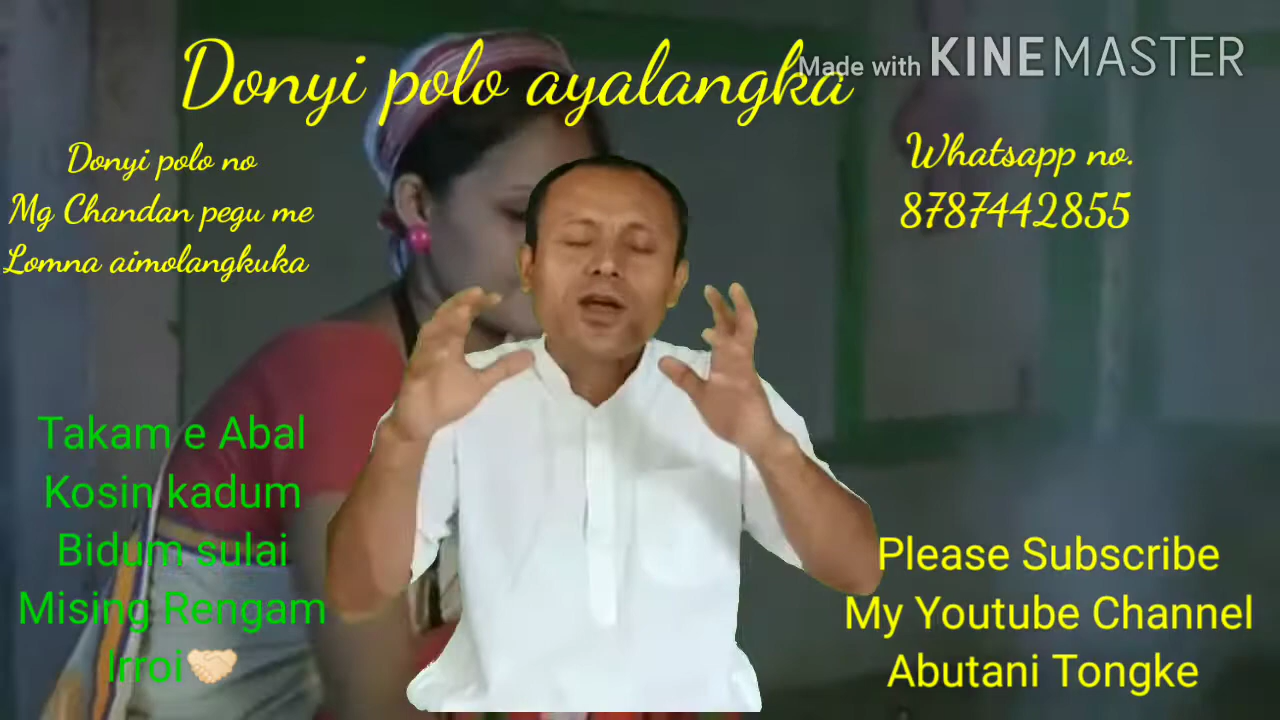 Donyi polo ayalangka
Made with KINEMASTER
Donyi polo no
Mg Chandan pegu me
Lomna aimolangkuka
Whatsapp no.
8787442855
Takam e Abal
Kosin kadum
Bidum sulai
Mising Rengam
Irroi🤝🏻
Please Subscribe
My Youtube Channel
Abutani Tongke